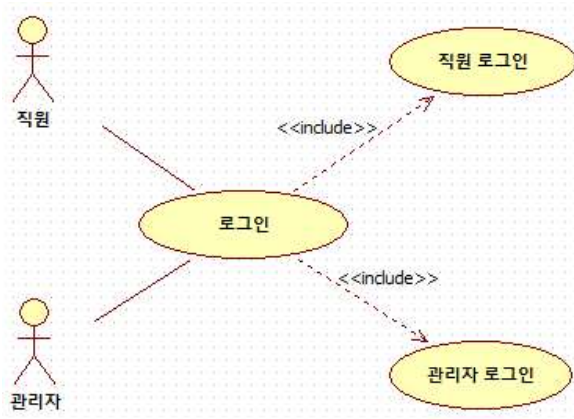 직원 로그인
직원
<<include>>
로그인
<<include>>
관리자
관리자 로그인